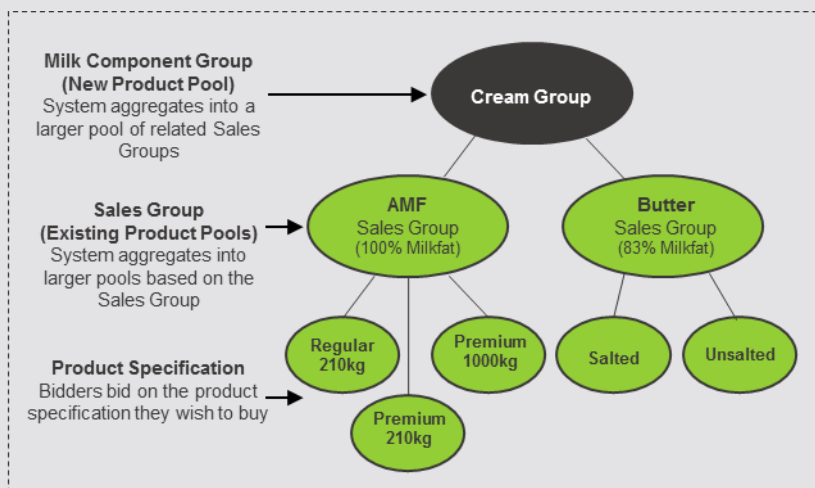 Milk Component Group
(New Product Pool)
System aggregates into a
larger pool of related Sales
Groups
Cream Group
Sales Group
(Existing Product Pools)
System aggregates into
larger pools based on the
Sales Group
AMF
Sales Group
(100% Milkfat)
Butter
Sales Group
(83% Milkfat)
Product Specification
Bidders bid on the product
specification they wish to buy
Regular
210kg
Premium
210kg
Premium
1000kg
Salted
Unsalted